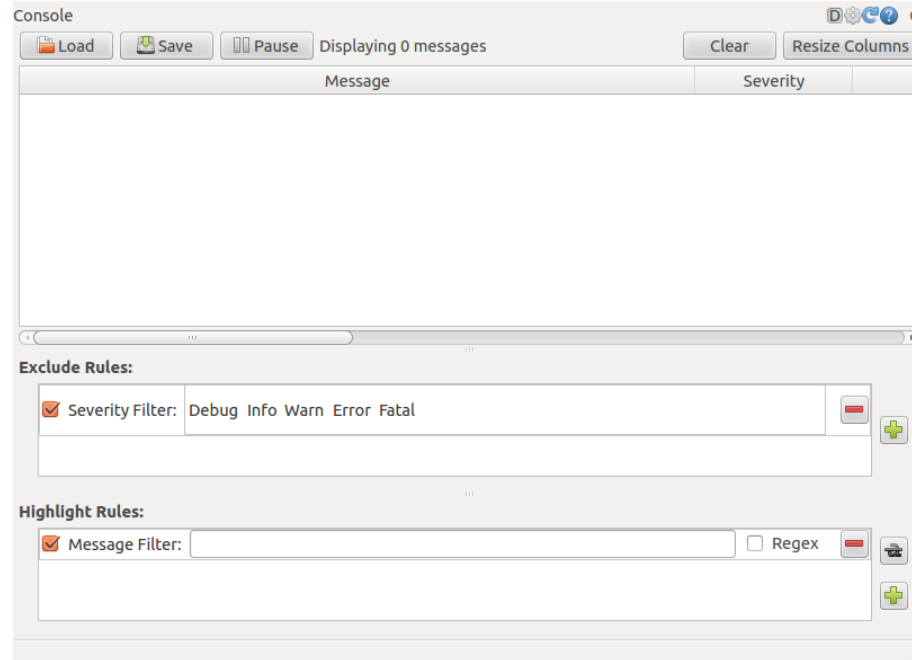 Console D ?
Load Save Pause Displaying 0 messages Clear Resize Columns
Message Severity
Exclude Rules:
Severity Filter: Debug Info Warn Error Fatal
Highlight Rules:
Message Filter: Regex